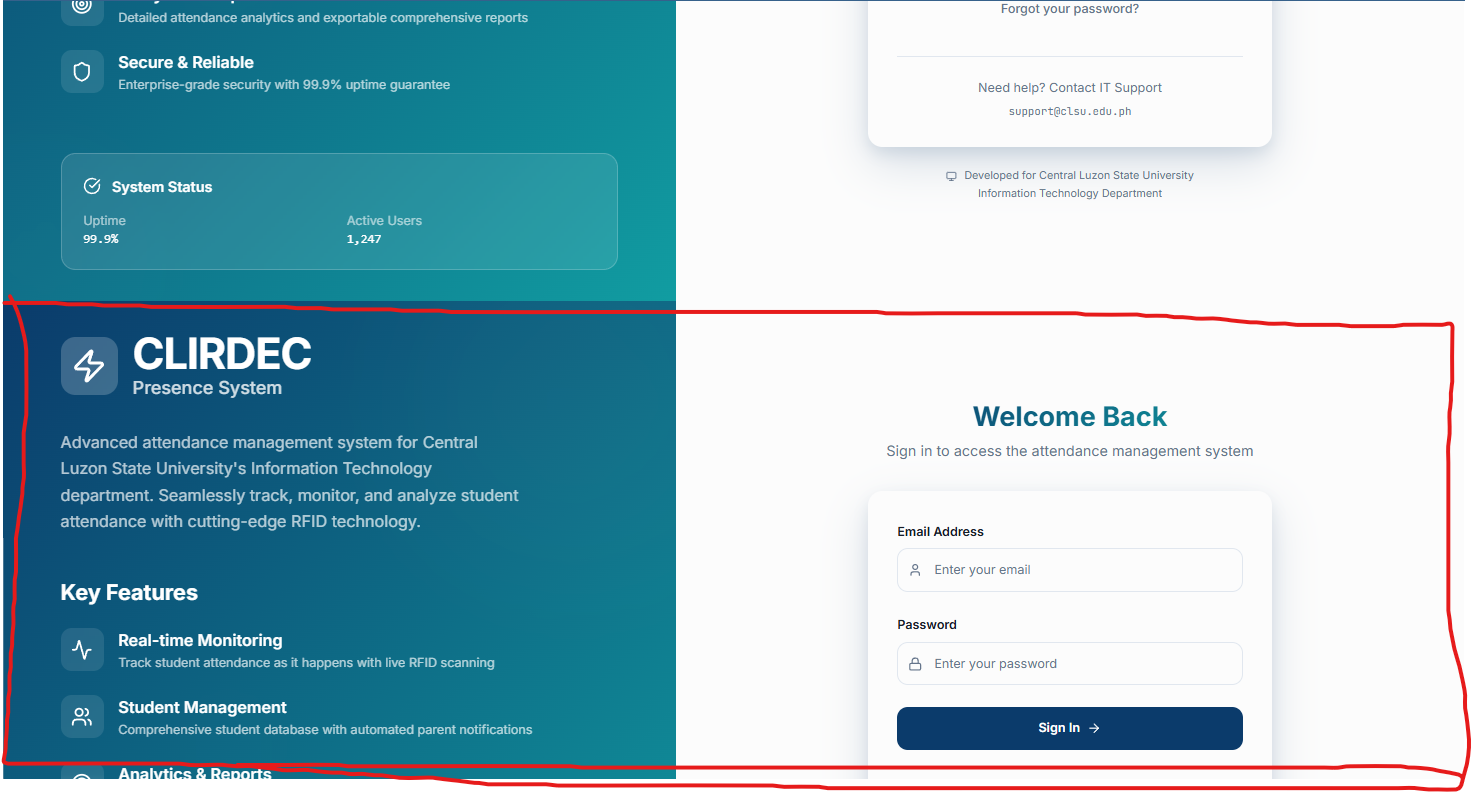 Detailed attendance analytics and exportable comprehensive reports
Secure & Reliable
Enterprise-grade security with 99.9% uptime guarantee
System Status
Uptime
Active Users
99.9%
1,247
Forgot your password?
Need help? Contact IT Support
support@clsu.edu.ph
Developed for Central Luzon State University
Information Technology Department
CLIRDEC
Presence System
Advanced attendance management system for Central
Luzon State University's Information Technology
department. Seamlessly track, monitor, and analyze student
attendance with cutting-edge RFID technology.
Key Features
Real-time Monitoring
Track student attendance as it happens with live RFID scanning
Student Management
Comprehensive student database with automated parent notifications
Analytics & Reports
Welcome Back
Sign in to access the attendance management system
Email Address
Enter your email
Password
Enter your password
Sign In